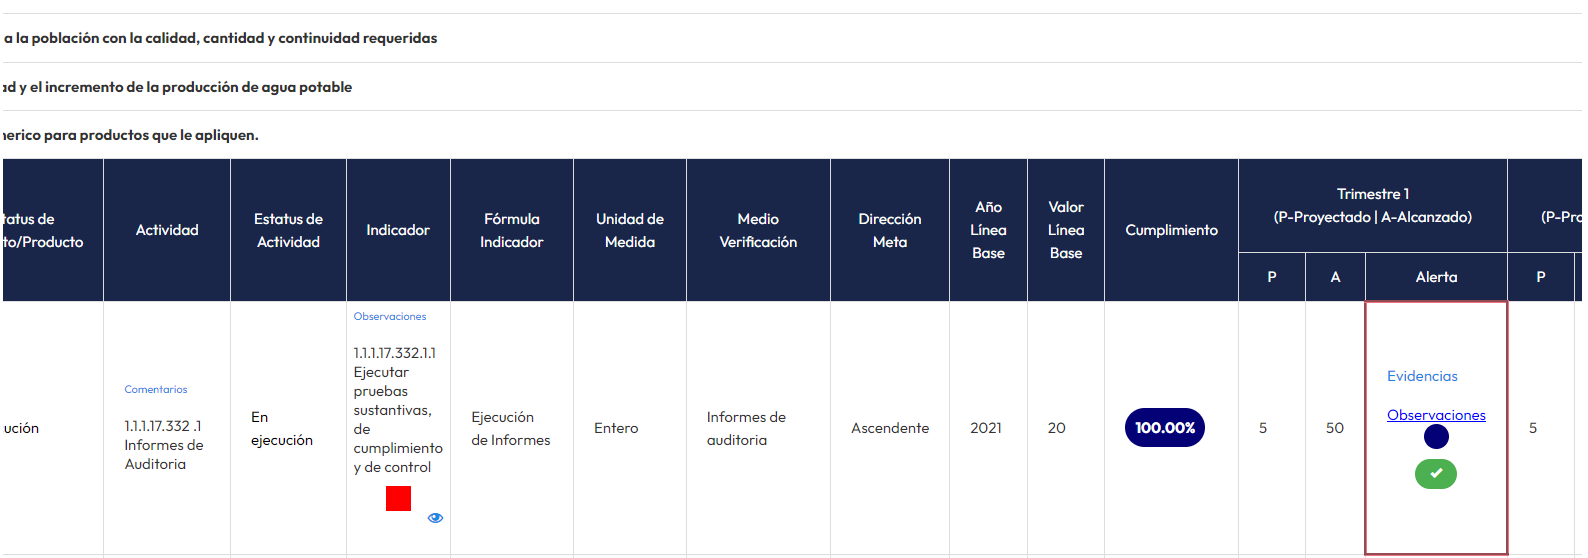 a la población con la calidad, cantidad y continuidad requeridas
ad y el incremento de la producción de agua potable
nerico para productos que le apliquen.
tatus de
to/Producto
Actividad
Estatus de
Actividad
Indicador
Fórmula
Indicador
Unidad de
Medida
Medio
Verificación
Dirección
Meta
Año
Línea
Base
Valor
Línea
Base
Cumplimiento
Trimestre 1
(P-Proyectado | A-Alcanzado)
(P-Pro
P
A
Alerta
P
ución
Comentarios
1.1.1.17.332 .1
Informes de
Auditoria
En
ejecución
Observaciones
1.1.1.17.332.1.1
Ejecutar
pruebas
sustantivas,
de
cumplimiento
y de control
Ejecución
de Informes
Entero
Informes de
auditoria
Ascendente
2021
20
100.00%
5
50
Evidencias
Observaciones
5